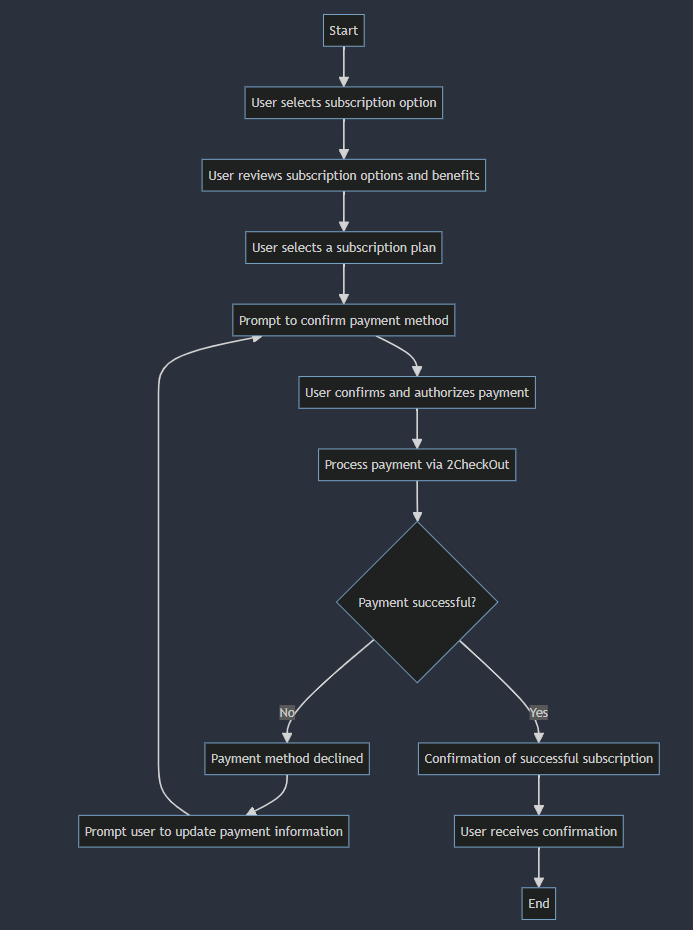 Start
User selects subscription option
User reviews subscription options and benefits
User selects a subscription plan
Prompt to confirm payment method
User confirms and authorizes payment
Process payment via 2CheckOut
Payment successful?
No
Yes
Payment method declined
Confirmation of successful subscription
Prompt user to update payment information
User receives confirmation
End